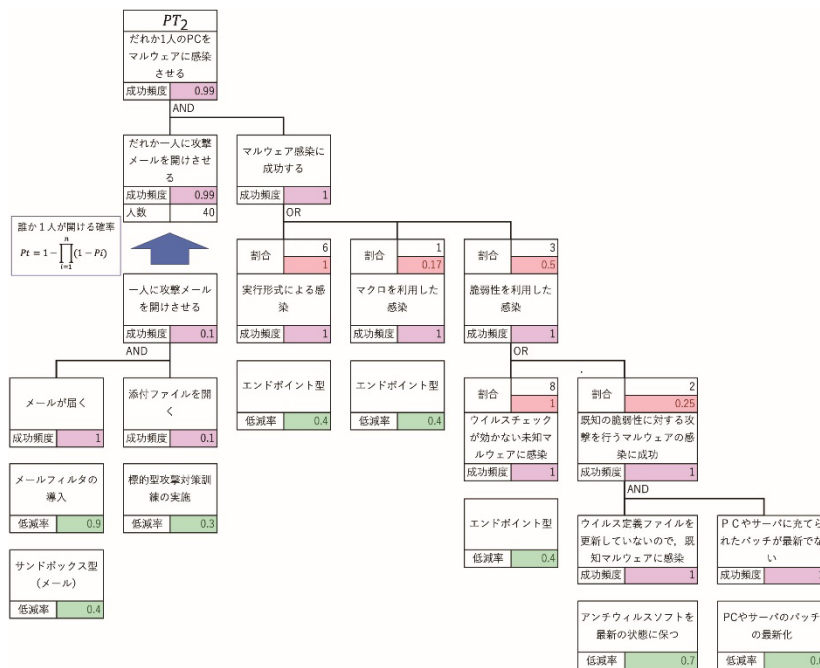 PT₂
だれか1人のPCを
マルウェアに感染
させる
成功頻度 0.99
AND
だれか一人に攻撃
メールを開けさせ
る
成功頻度 0.99
人数 40
マルウェア感染に
成功する
成功頻度 1
OR
誰か１人が開ける確率
Pt = 1 − ∏_{i=1}^{n} (1 − Pi)
一人に攻撃メール
を開けさせる
成功頻度 0.1
AND
割合 6
1
実行形式による感
染
成功頻度 1
割合 1
0.17
マクロを利用した
感染
成功頻度 1
割合 3
0.5
脆弱性を利用した
感染
成功頻度 1
OR
メールが届く
成功頻度 1
添付ファイルを開
く
成功頻度 0.1
エンドポイント型
低減率 0.4
エンドポイント型
低減率 0.4
割合 8
1
ウイルスチェック
が効かない未知マ
ルウェアに感染
成功頻度 1
割合 2
0.25
既知の脆弱性に対する攻
撃を行うマルウェアの感
染に成功
成功頻度 1
AND
メールフィルタの
導入
低減率 0.9
標的型攻撃対策訓
練の実施
低減率 0.3
エンドポイント型
低減率 0.4
ウイルス定義ファイルを
更新していないので，既
知マルウェアに感染
成功頻度 1
ＰＣやサーバに充てら
れたパッチが最新でな
い
成功頻度
サンドボックス型
（メール）
低減率 0.4
アンチウィルスソフトを
最新の状態に保つ
低減率 0.7
PCやサーバのパッチ
の最新化
低減率